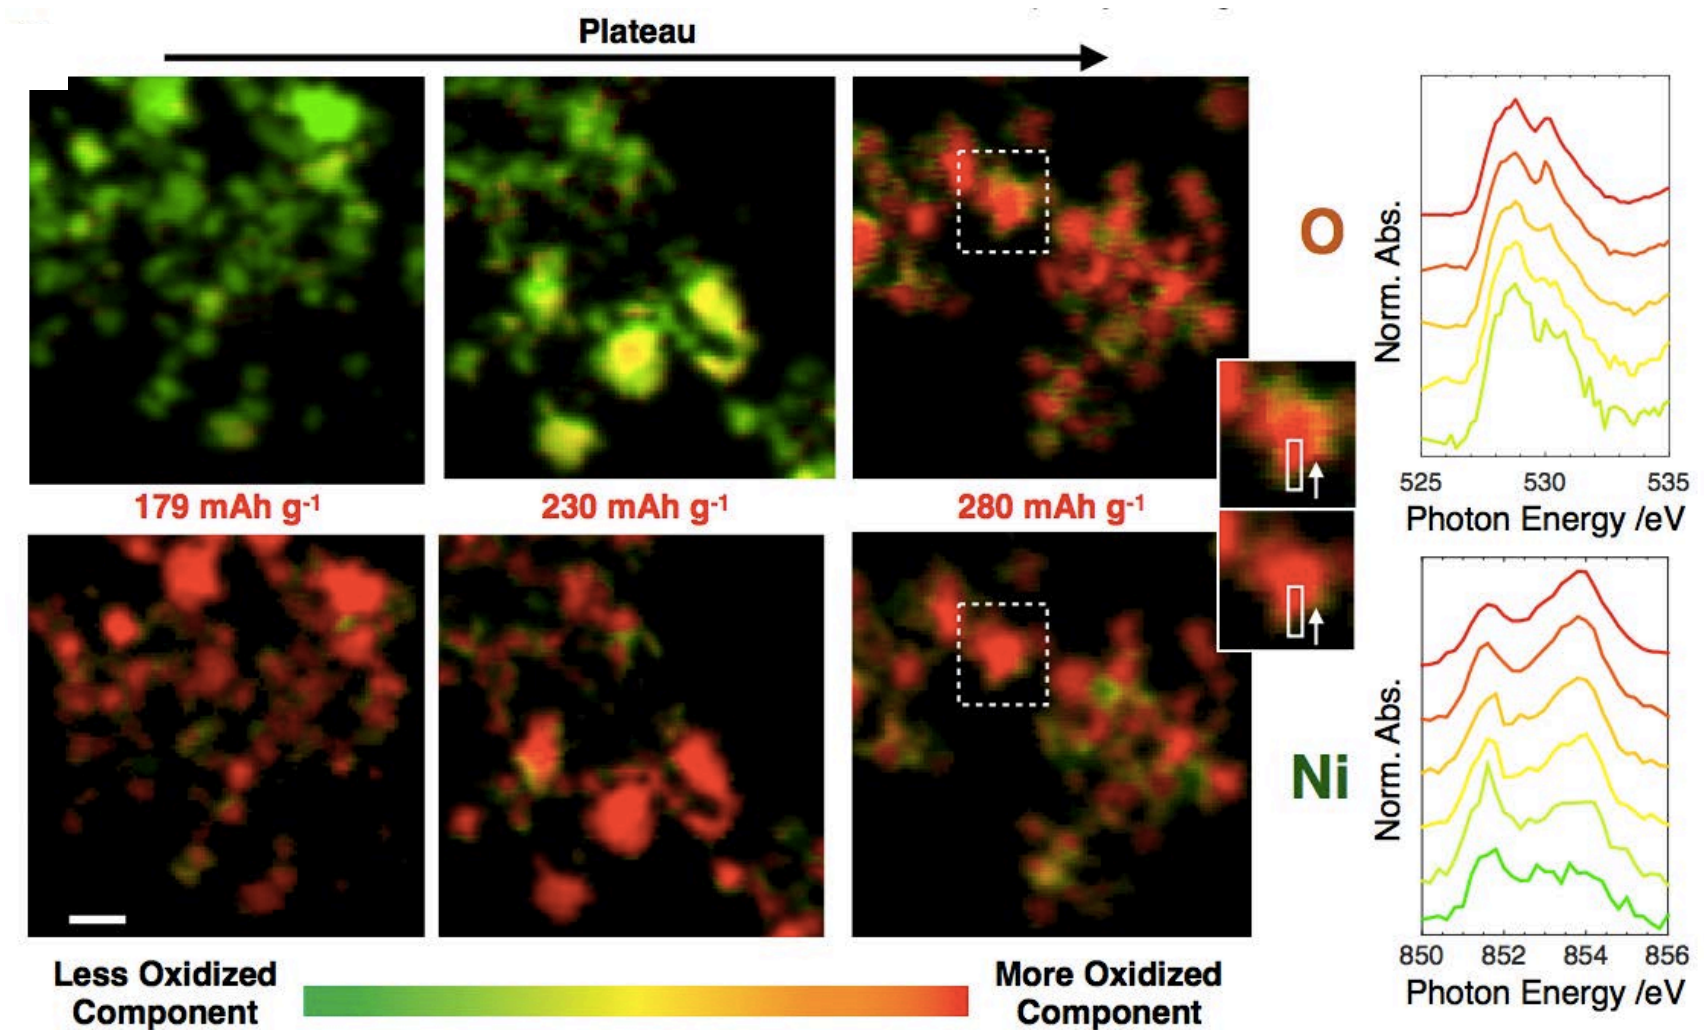 Plateau
179 mAh g-1
230 mAh g-1
280 mAh g-1
O
Norm. Abs.
525 530 535
Photon Energy /eV
Ni
Norm. Abs.
850 852 854 856
Photon Energy /eV
Less Oxidized
Component
More Oxidized
Component